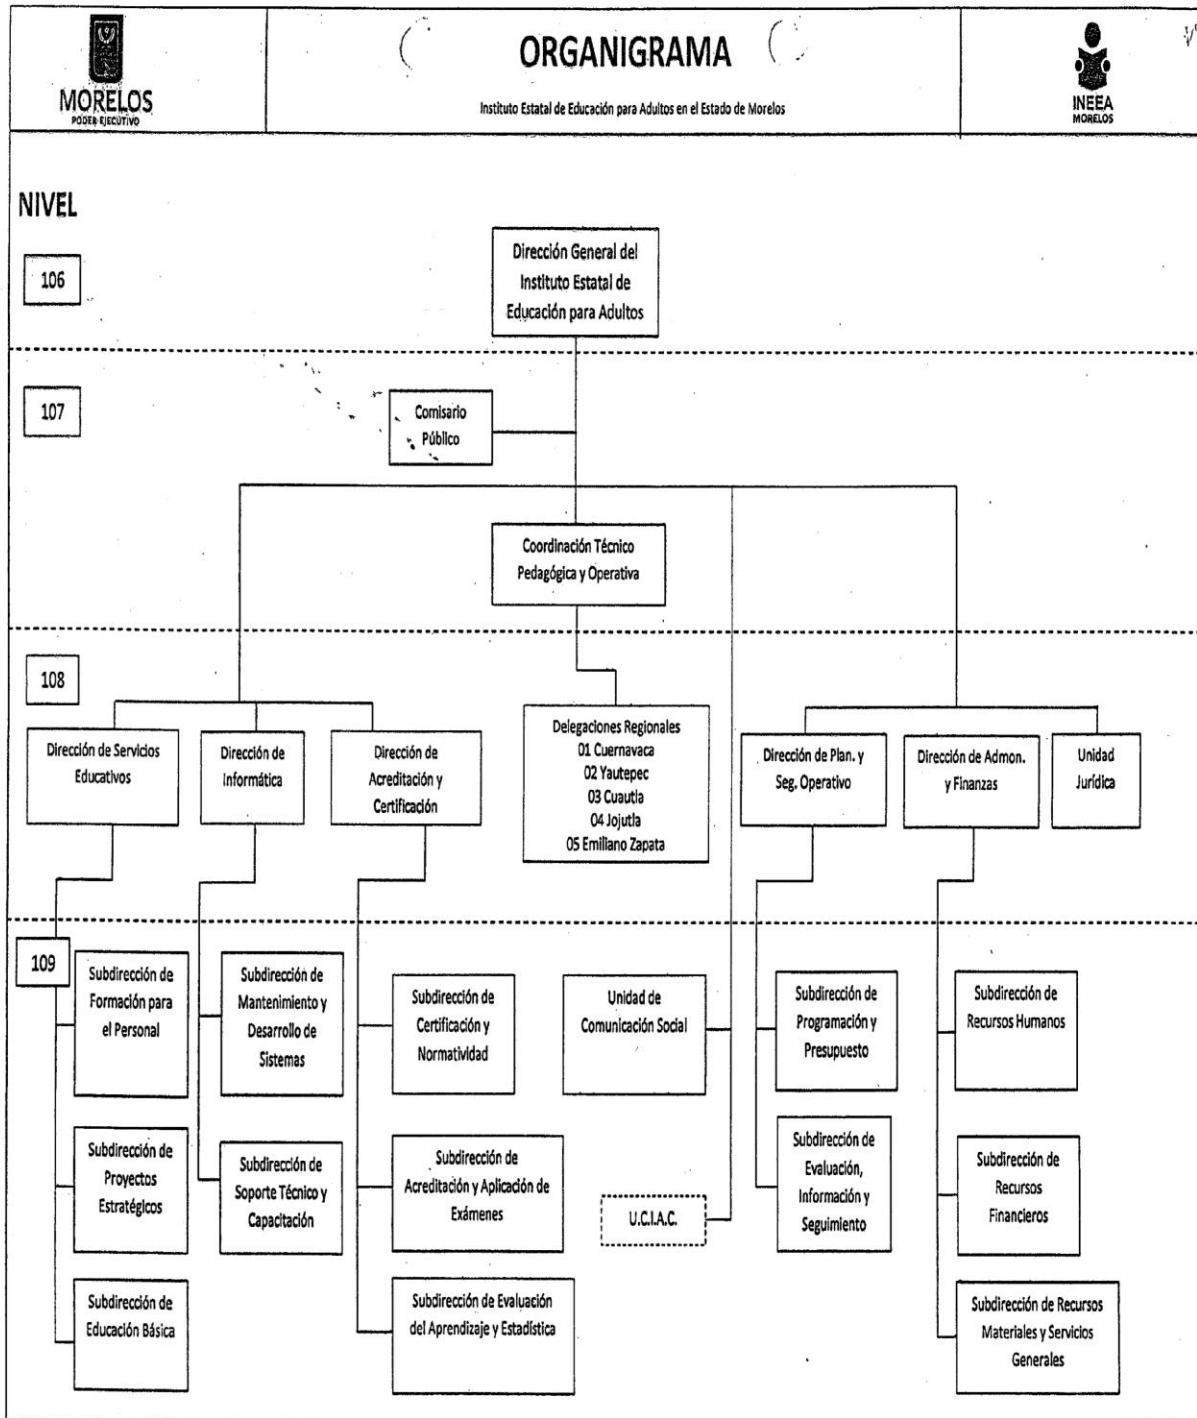 MORELOS
PODER EJECUTIVO
ORGANIGRAMA
Instituto Estatal de Educación para Adultos en el Estado de Morelos
INEEA
MORELOS
NIVEL
106
Dirección General del
Instituto Estatal de
Educación para Adultos
107
Comisario
Público
Coordinación Técnico
Pedagógica y Operativa
108
Dirección de Servicios
Educativos
Dirección de
Informática
Dirección de
Acreditación y
Certificación
Delegaciones Regionales
01 Cuernavaca
02 Yautepec
03 Cuautla
04 Jojutla
05 Emiliano Zapata
Dirección de Plan. y
Seg. Operativo
Dirección de Admon.
y Finanzas
Unidad
Jurídica
109
Subdirección de
Formación para
el Personal
Subdirección de
Mantenimiento y
Desarrollo de
Sistemas
Subdirección de
Certificación y
Normatividad
Unidad de
Comunicación Social
Subdirección de
Programación y
Presupuesto
Subdirección de
Recursos Humanos
Subdirección de
Proyectos
Estratégicos
Subdirección de
Soporte Técnico y
Capacitación
Subdirección de
Acreditación y Aplicación de
Exámenes
U.C.I.A.C.
Subdirección de
Evaluación,
Información y
Seguimiento
Subdirección de
Recursos
Financieros
Subdirección de
Educación Básica
Subdirección de Evaluación
del Aprendizaje y Estadística
Subdirección de Recursos
Materiales y Servicios
Generales